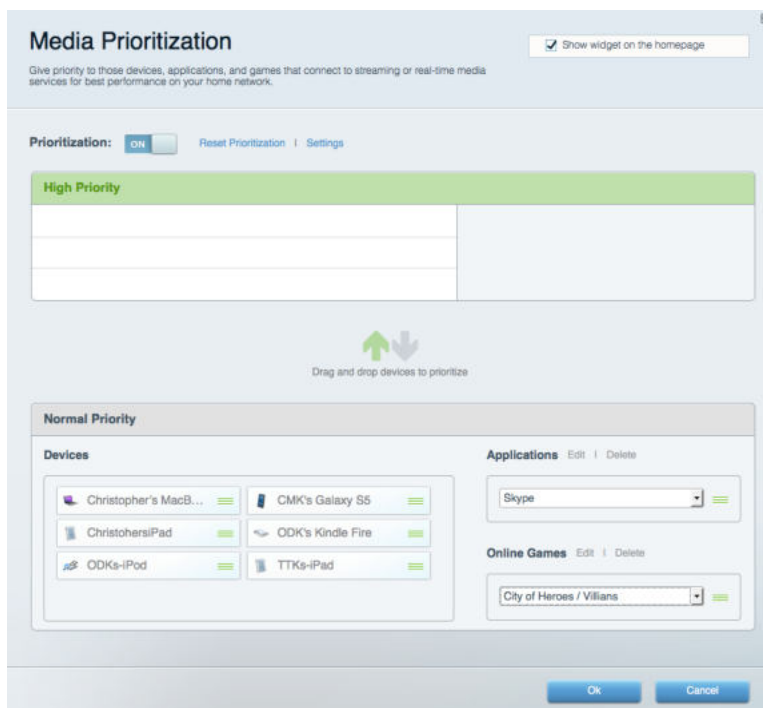 Media Prioritization
Show widget on the homepage
Give priority to those devices, applications, and games that connect to streaming or real-time media
services for best performance on your home network.
Prioritization: ON Reset Prioritization | Settings
High Priority
Drag and drop devices to prioritize
Normal Priority
Devices
Christopher's MacB...
CMK's Galaxy S5
ChristohersiPad
ODK's Kindle Fire
ODKs-iPod
TTKs-iPad
Applications Edit | Delete
Skype
Online Games Edit | Delete
City of Heroes / Villians
Ok
Cancel